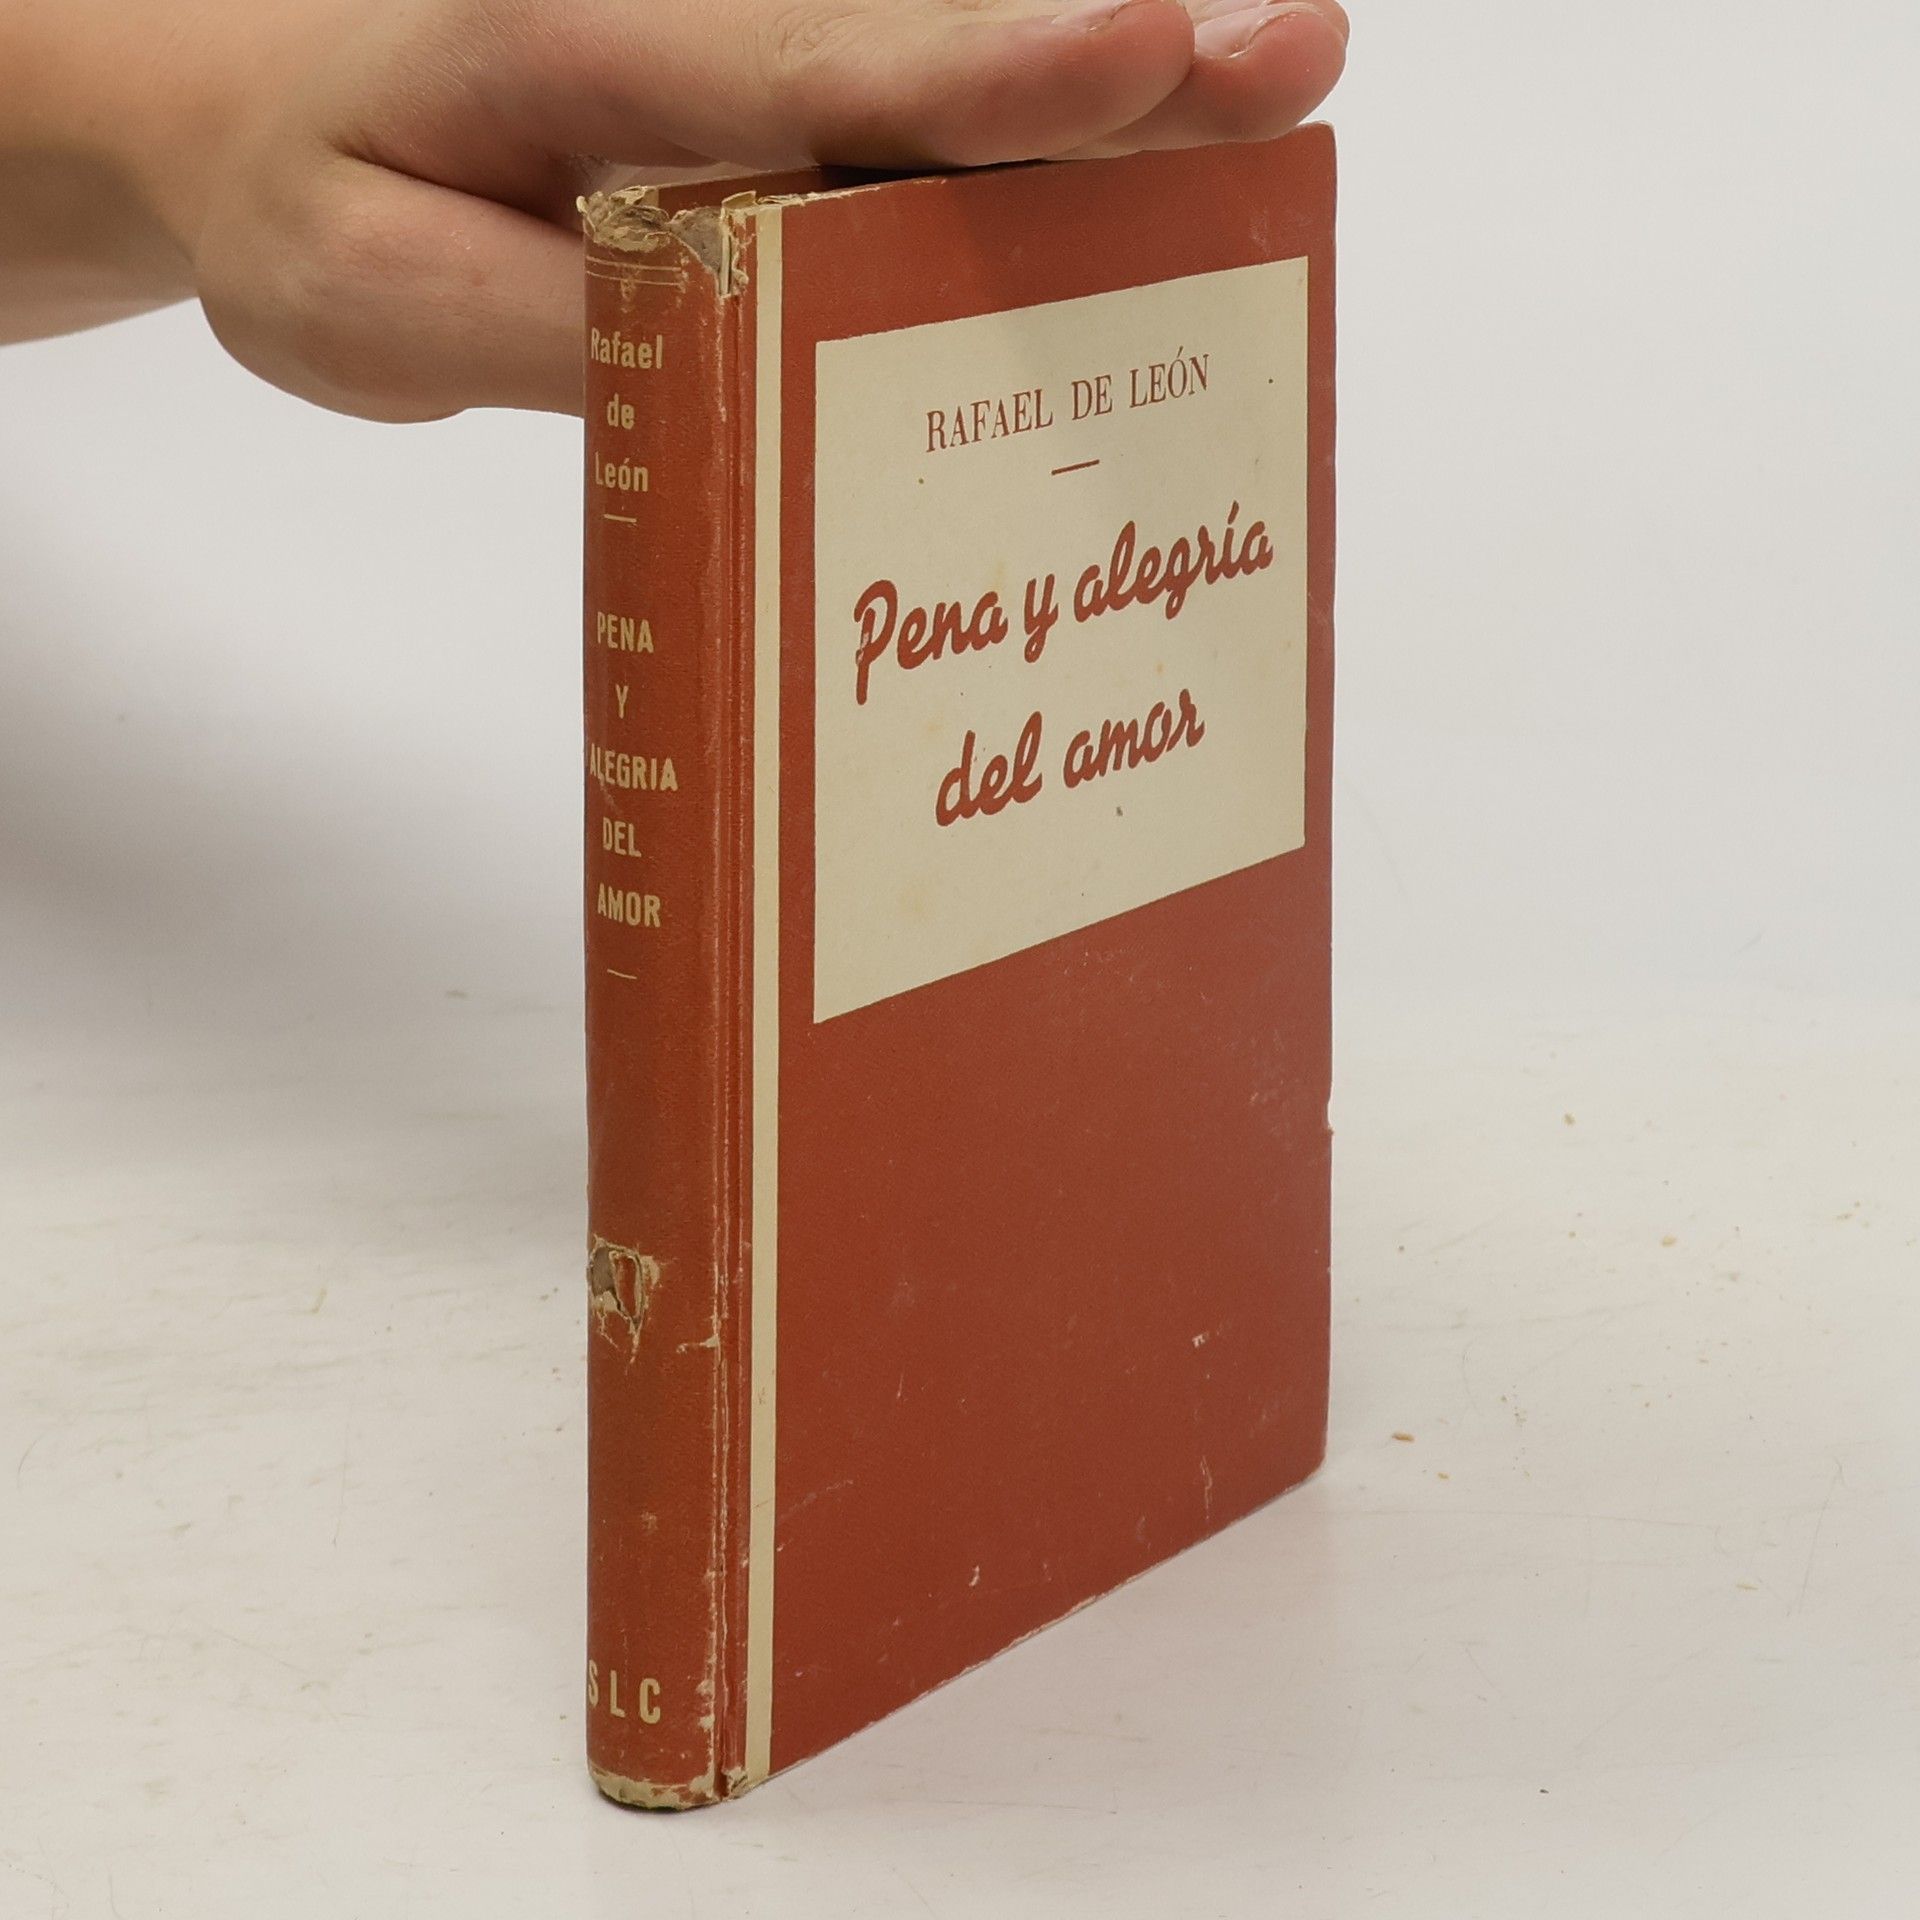 Rafael
de
León
PENA
Y
ALEGRIA
DEL
AMOR
SLC
RAFAEL DE LEÓN
Pena y alegría
del amor